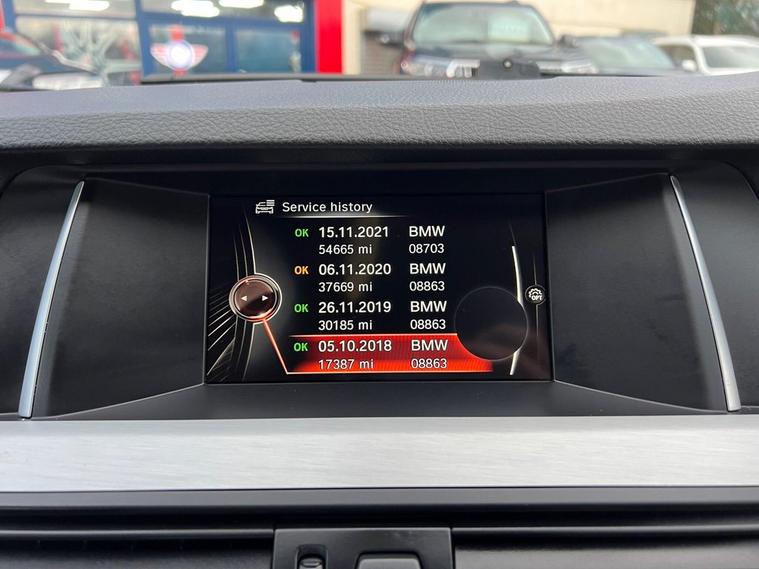 Service history
OK 15.11.2021 BMW
54665 mi 08703
OK 06.11.2020 BMW
37669 mi 08863
OK 26.11.2019 BMW
30185 mi 08863
OK 05.10.2018 BMW
17387 mi 08863